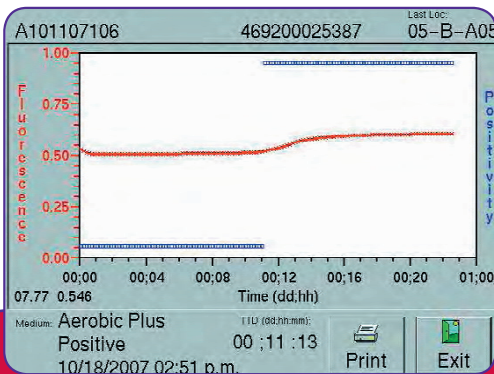 Last Loc:
A101107106 469200025387 05-B-A05
Fluorescence
1.00
0.75
0.50
0.25
0.00
Positivity
00;00 00;04 00;08 00;12 00;16 00;20 01;00
07.77 0.546 Time (dd;hh)
Medium: Aerobic Plus
Positive
10/18/2007 02:51 p.m.
TTD (dd;hh:mm):
00 ;11 :13
Print
Exit